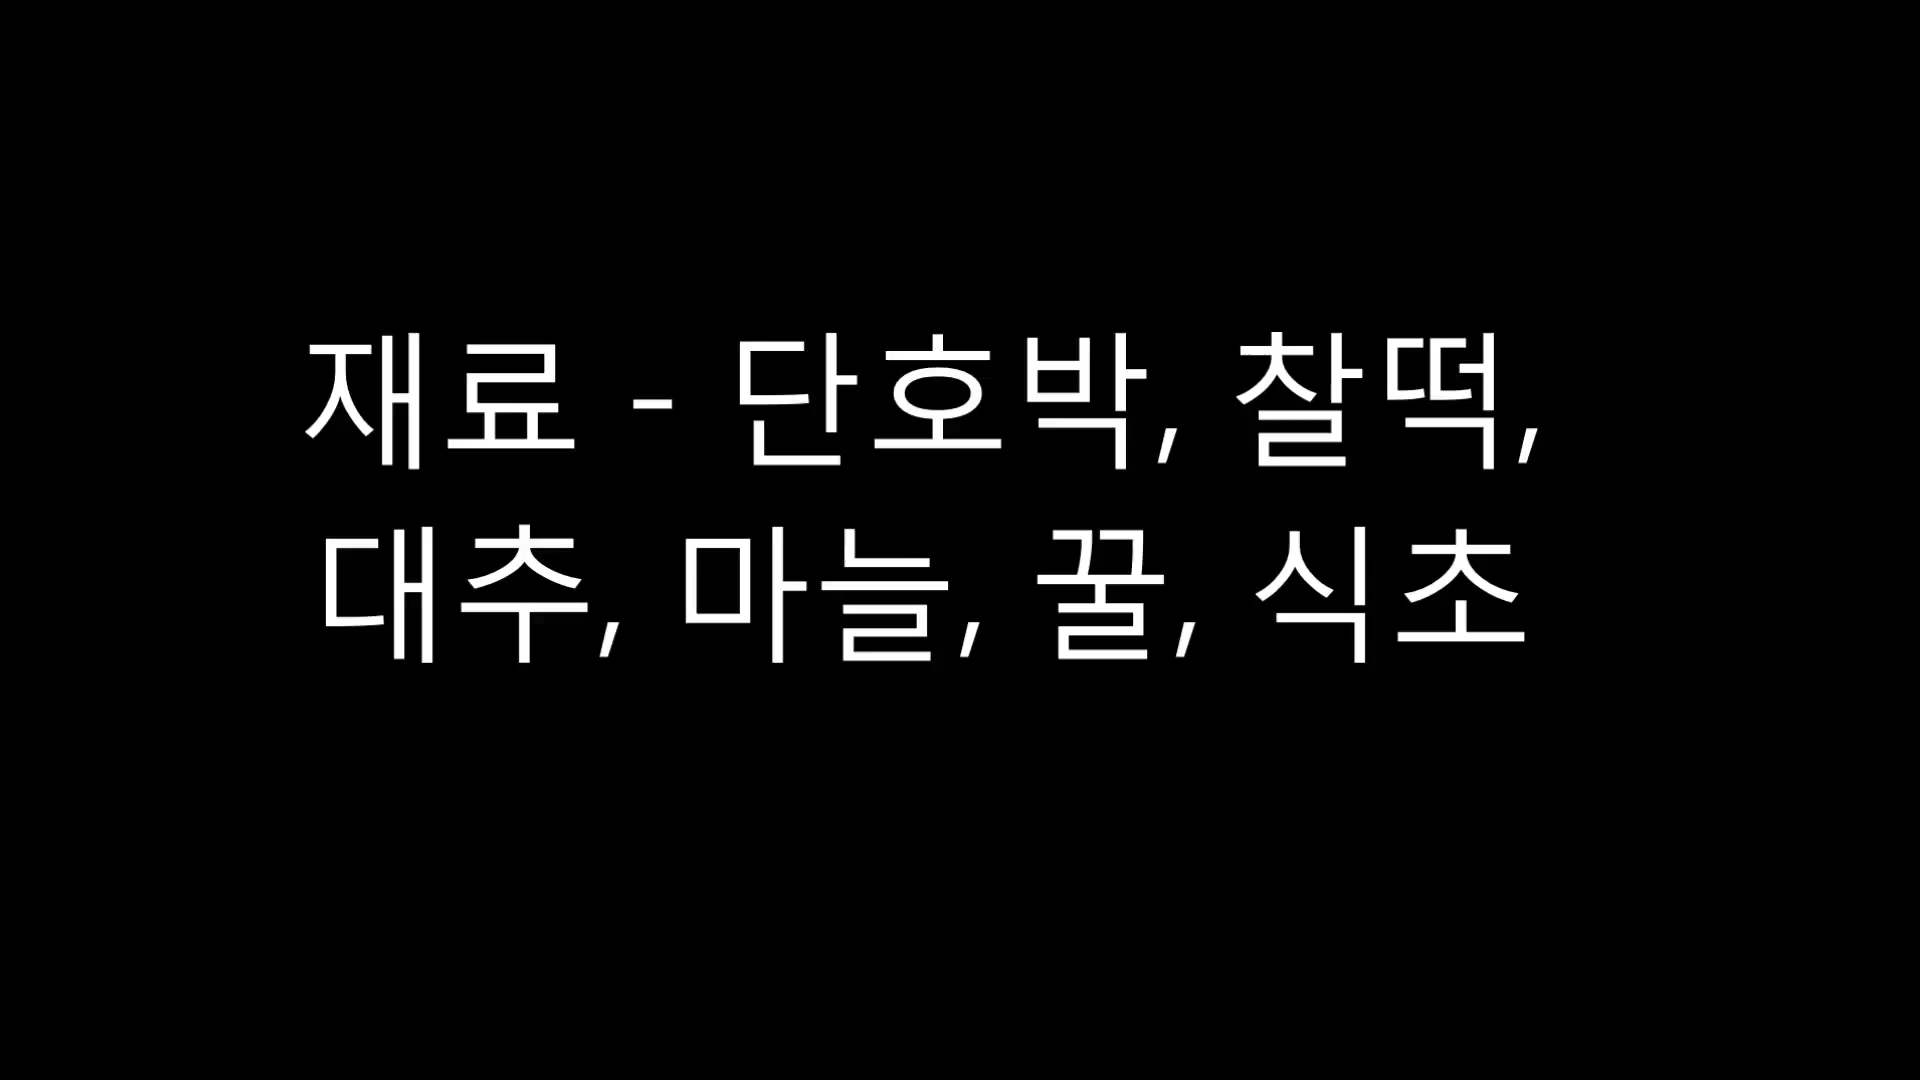 재료 - 단호박, 찰떡,
대추, 마늘, 꿀, 식초